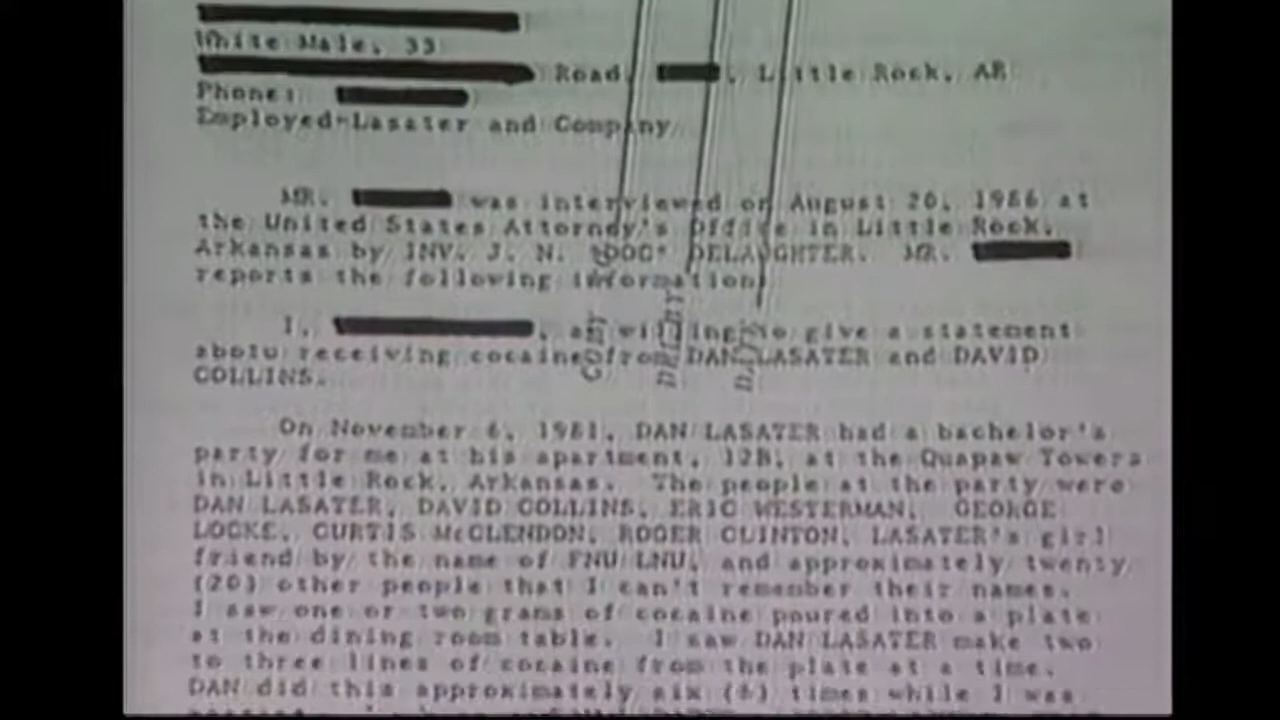 White Male, 33
Road, , Little Rock, AR
Phone:
Employed-Lasater and Company
MR. was interviewed on August 20, 1986 at
the United States Attorney's Office in Little Rock,
Arkansas by INV. J. N. "DOC" DELAUGHTER. MR.
reports the following information:
I, , am willing to give a statement
abotu receiving cocaine from DAN LASATER and DAVID
COLLINS.
On November 6, 1981, DAN LASATER had a bachelor's
party for me at his apartment, 12B, at the Quapaw Towers
in Little Rock, Arkansas. The people at the party were
DAN LASATER, DAVID COLLINS, ERIC WESTERMAN, GEORGE
LOCKE, CURTIS McCLENDON, ROGER CLINTON, LASATER's girl
friend by the name of FNU LNU, and approximately twenty
(20) other people that I can't remember their names.
I saw one or two grams of cocaine poured into a plate
at the dining room table. I saw DAN LASATER make two
to three lines of cocaine from the plate at a time.
DAN did this approximately six (6) times while I was
COPY
DATE